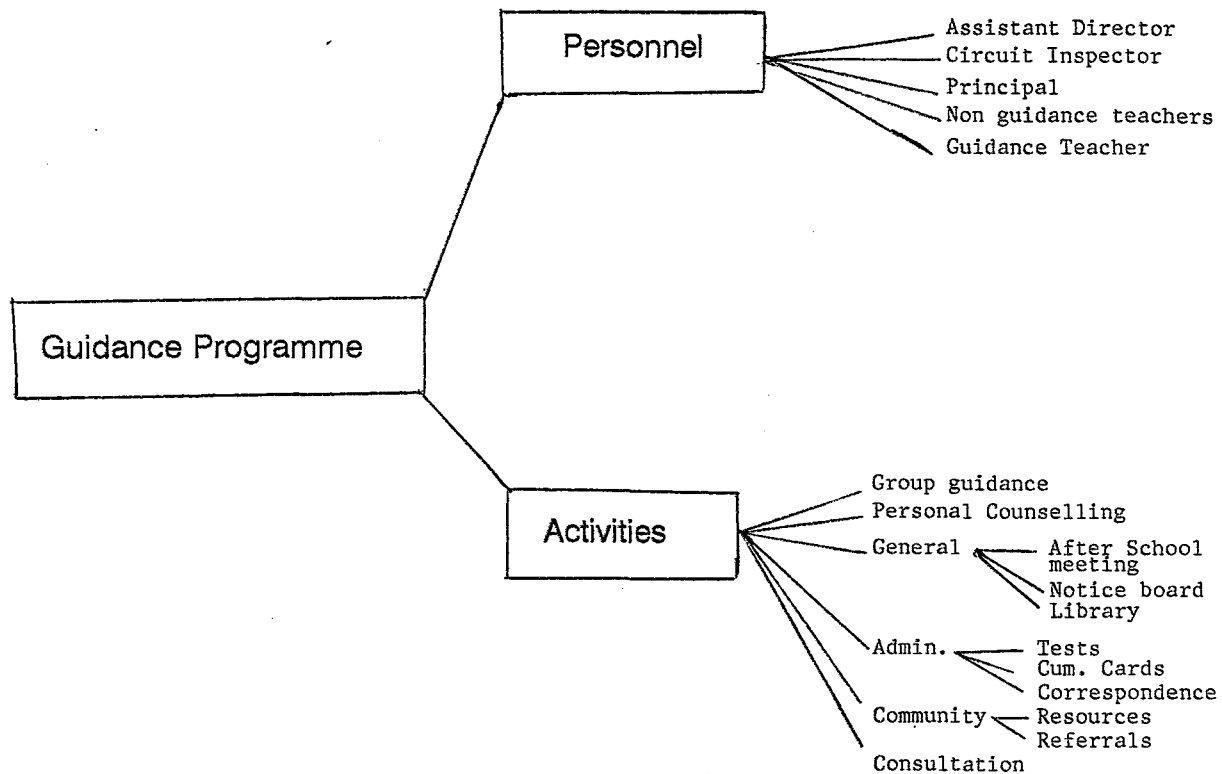 Personnel
Assistant Director
Circuit Inspector
Principal
Non guidance teachers
Guidance Teacher
Guidance Programme
Activities
Group guidance
Personal Counselling
General
After School
meeting
Notice board
Library
Admin.
Tests
Cum. Cards
Correspondence
Community
Resources
Referrals
Consultation